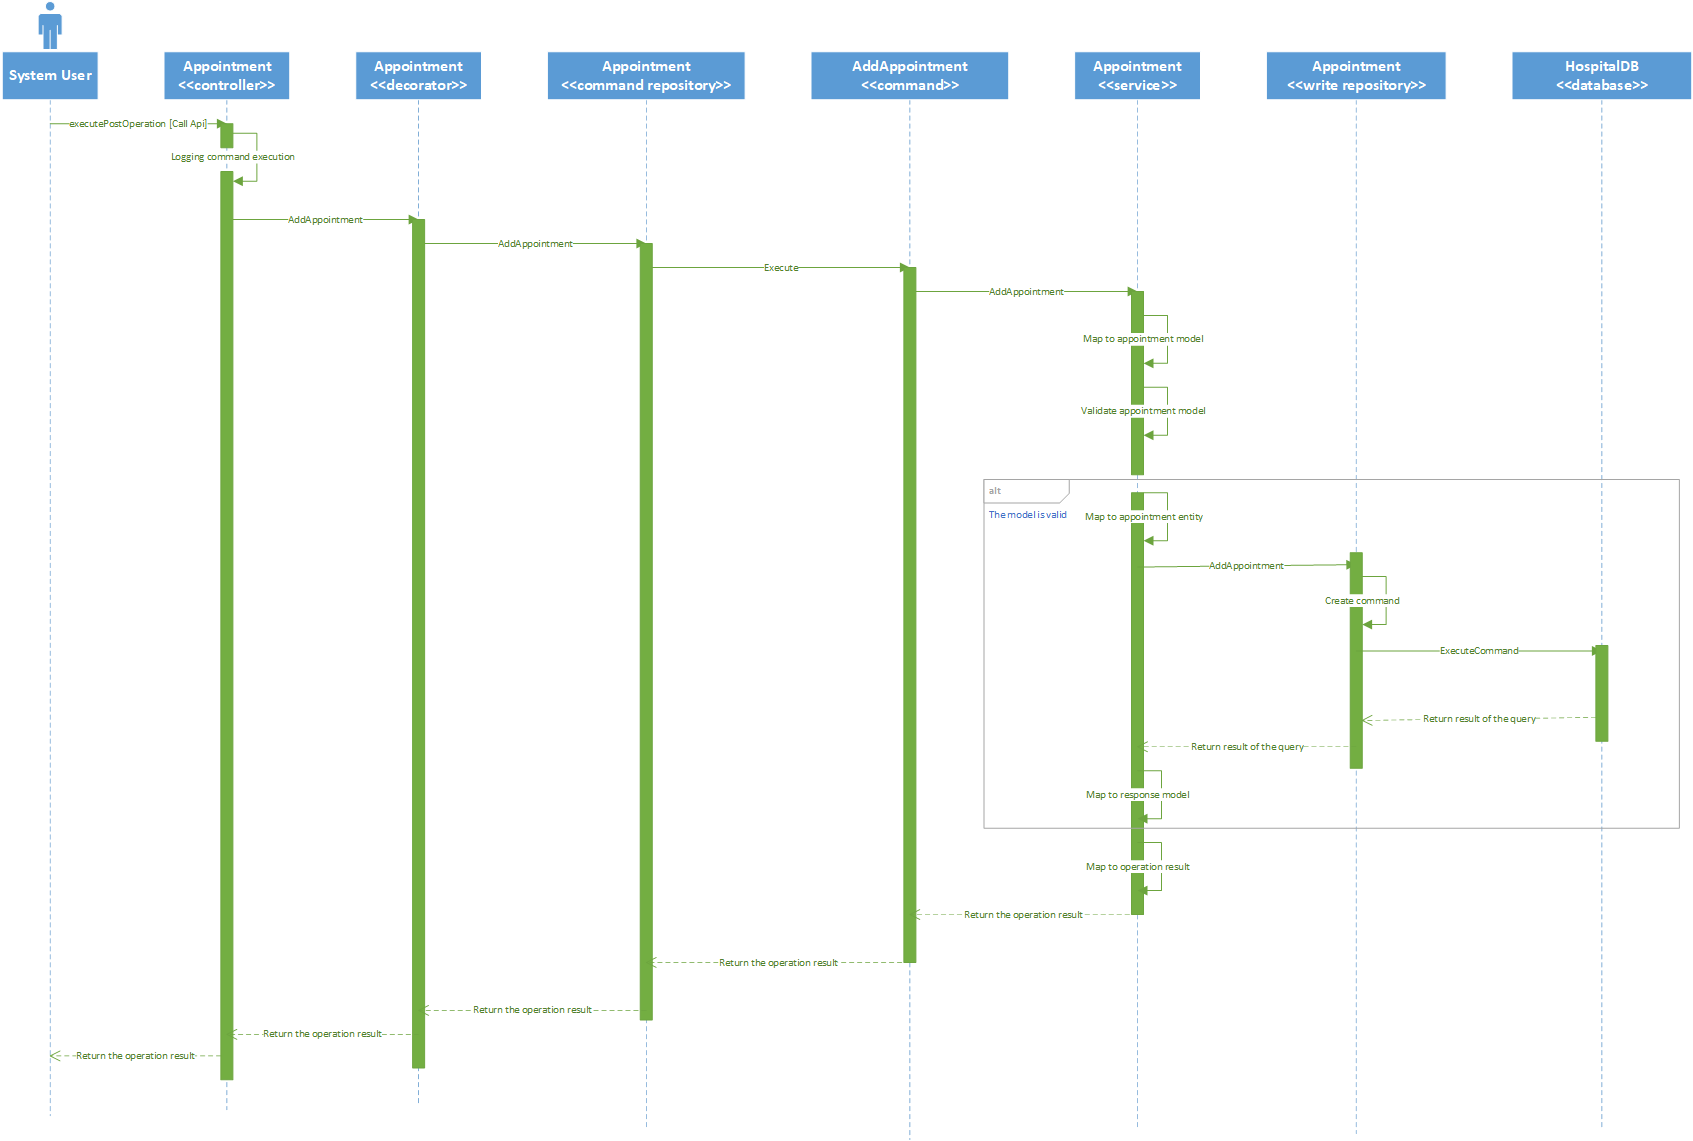 System User
Appointment
<<controller>>
Appointment
<<decorator>>
Appointment
<<command repository>>
AddAppointment
<<command>>
Appointment
<<service>>
Appointment
<<write repository>>
HospitalDB
<<database>>
executePostOperation [Call Api]
Logging command execution
AddAppointment
AddAppointment
Execute
AddAppointment
Map to appointment model
Validate appointment model
alt
The model is valid
Map to appointment entity
AddAppointment
Create command
ExecuteCommand
Return result of the query
Return result of the query
Map to response model
Map to operation result
Return the operation result
Return the operation result
Return the operation result
Return the operation result
Return the operation result